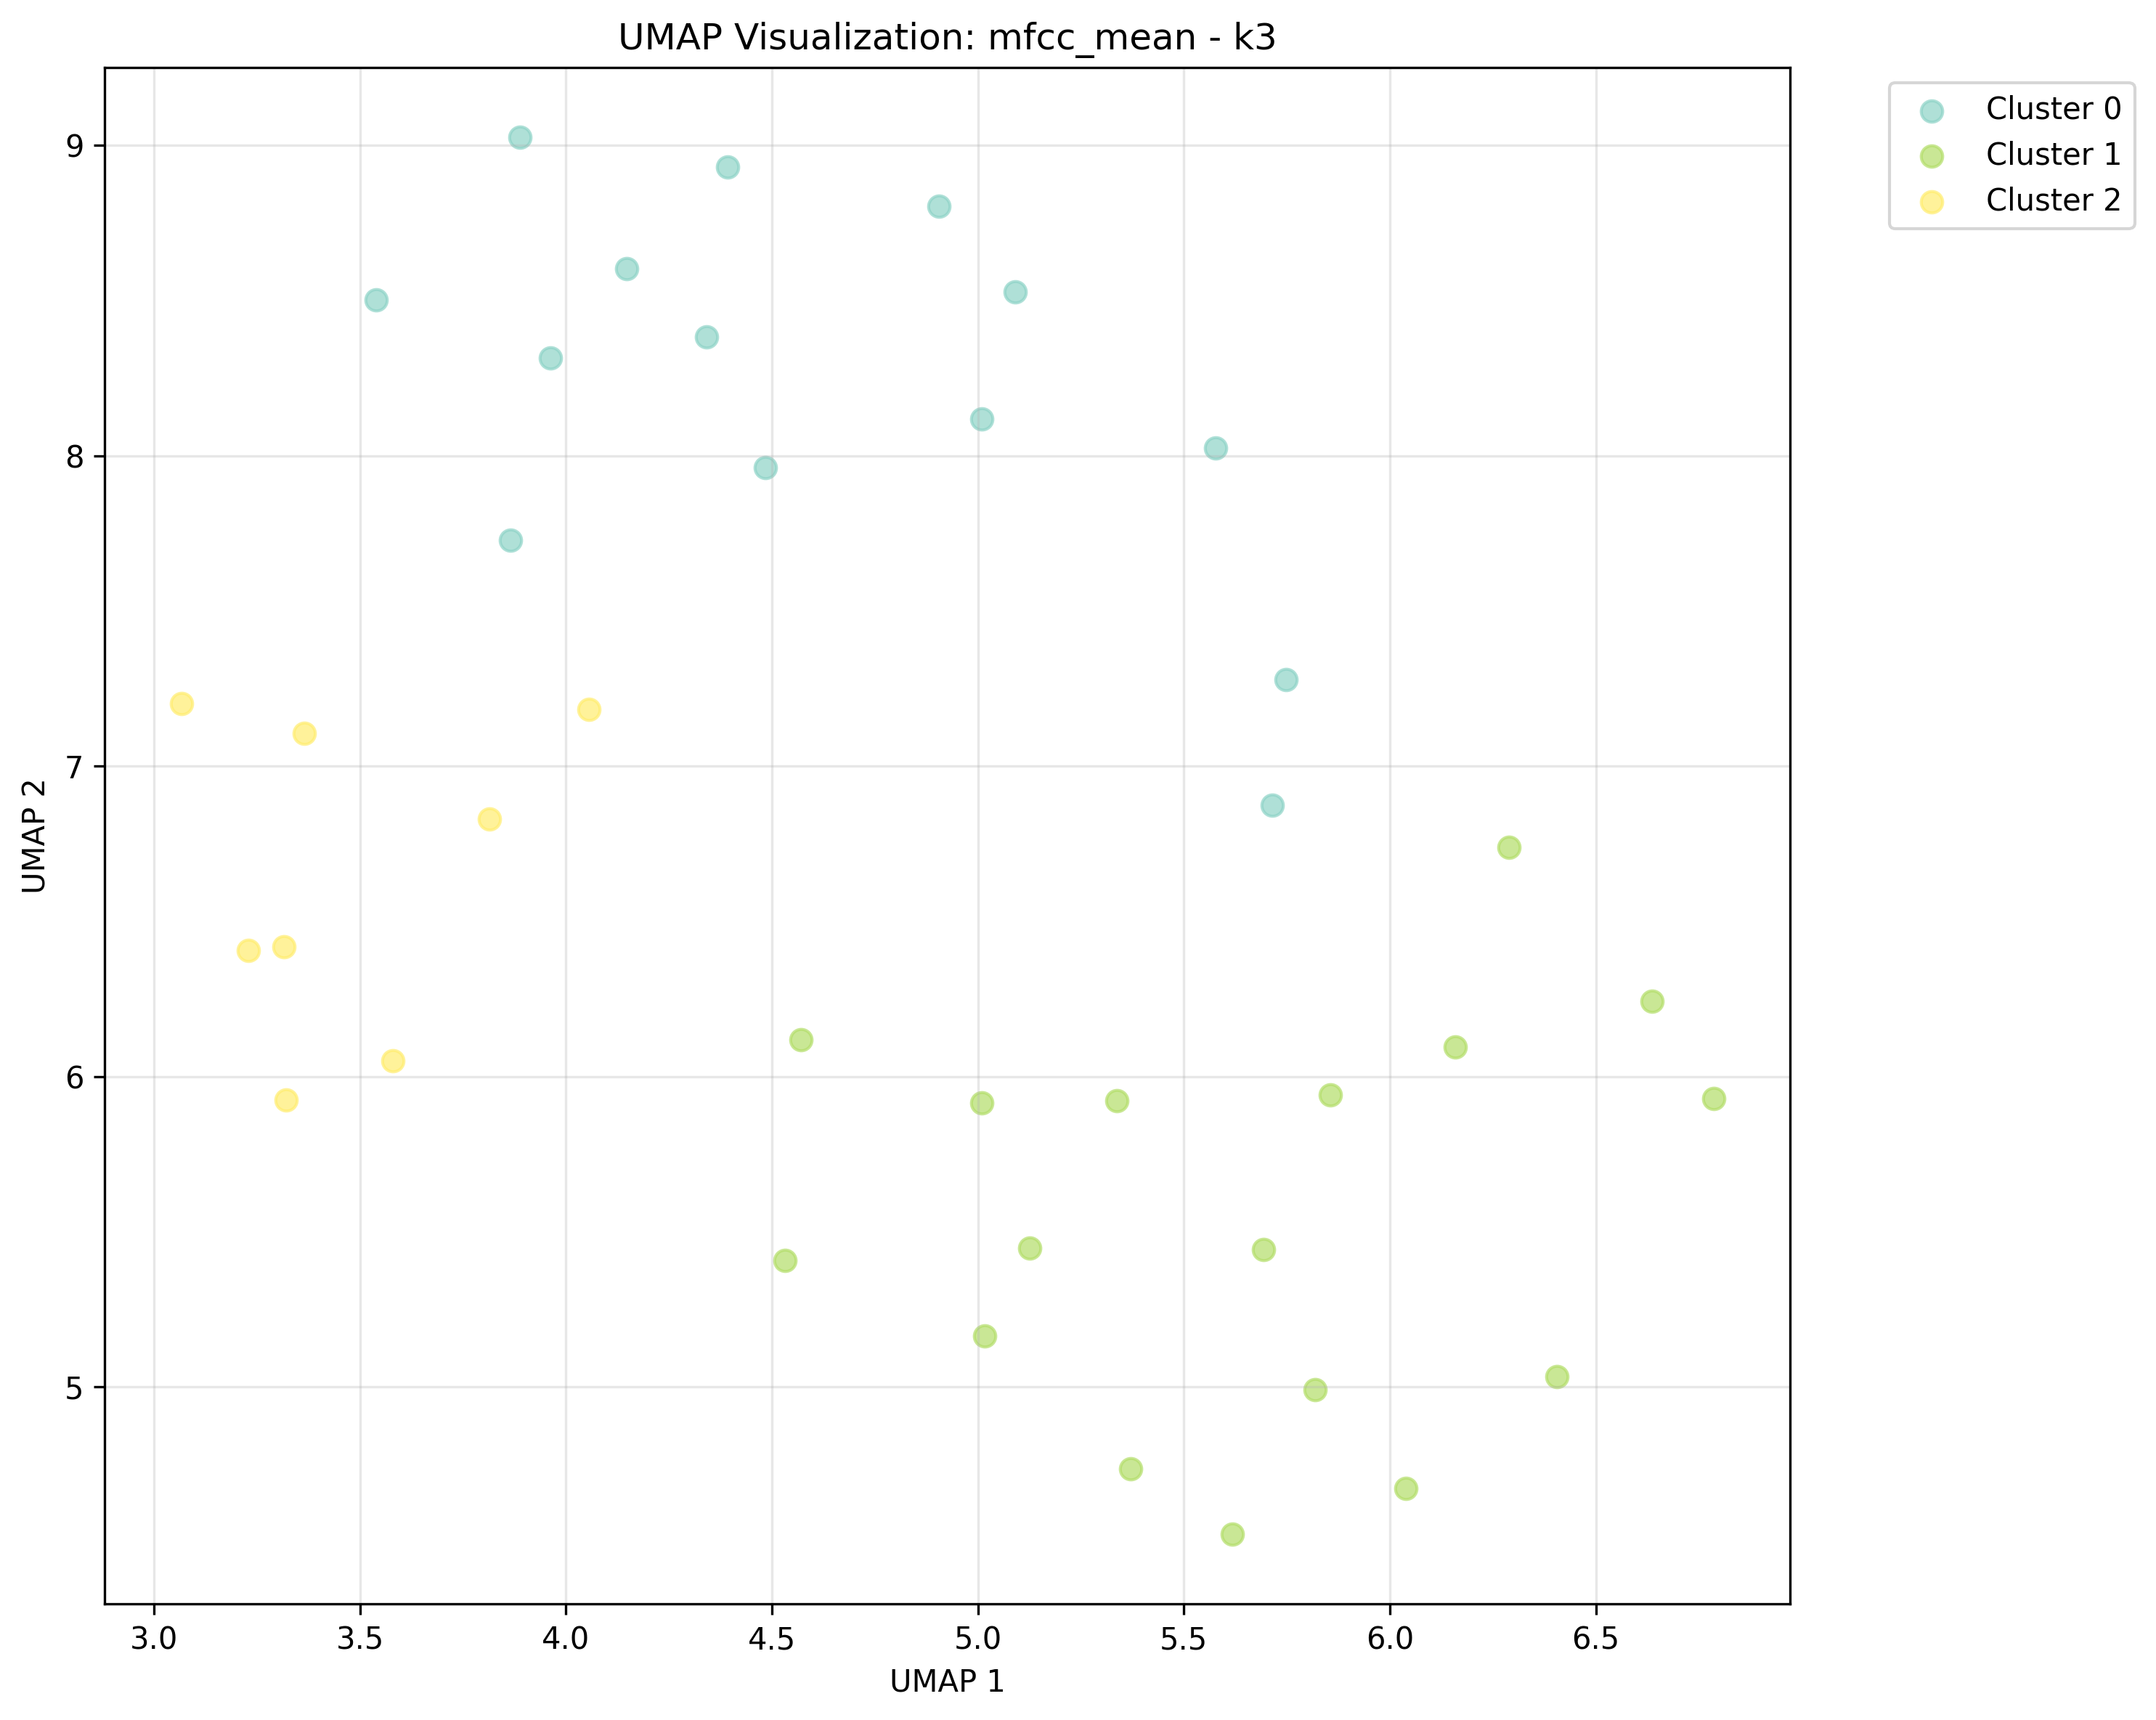 UMAP Visualization: mfcc_mean - k3
Cluster 0
Cluster 1
Cluster 2
UMAP 2
9
8
7
6
5
3.0 3.5 4.0 4.5 5.0 5.5 6.0 6.5
UMAP 1